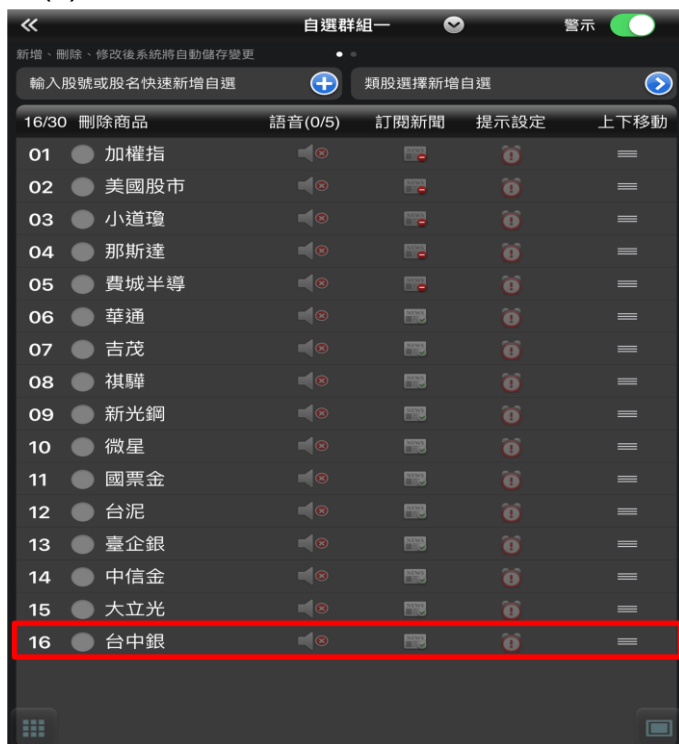 自選群組一 警示
新增、刪除、修改後系統將自動儲存變更
輸入股號或股名快速新增自選 類股選擇新增自選
16/30 刪除商品 語音(0/5) 訂閱新聞 提示設定 上下移動
01 加權指
02 美國股市
03 小道瓊
04 那斯達
05 費城半導
06 華通
07 吉茂
08 祺驊
09 新光鋼
10 微星
11 國票金
12 台泥
13 臺企銀
14 中信金
15 大立光
16 台中銀